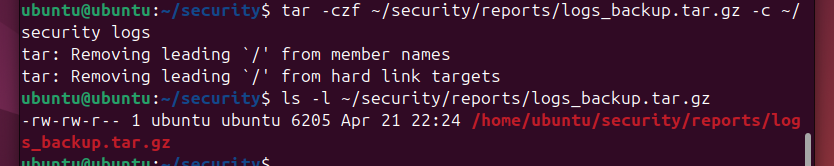 ubuntu@ubuntu:~/security$ tar -czf ~/security/reports/logs_backup.tar.gz -c ~/
security logs
tar: Removing leading `/' from member names
tar: Removing leading `/' from hard link targets
ubuntu@ubuntu:~/security$ ls -l ~/security/reports/logs_backup.tar.gz
-rw-rw-r-- 1 ubuntu ubuntu 6205 Apr 21 22:24 /home/ubuntu/security/reports/log
s_backup.tar.gz
ubuntu@ubuntu:~/security$